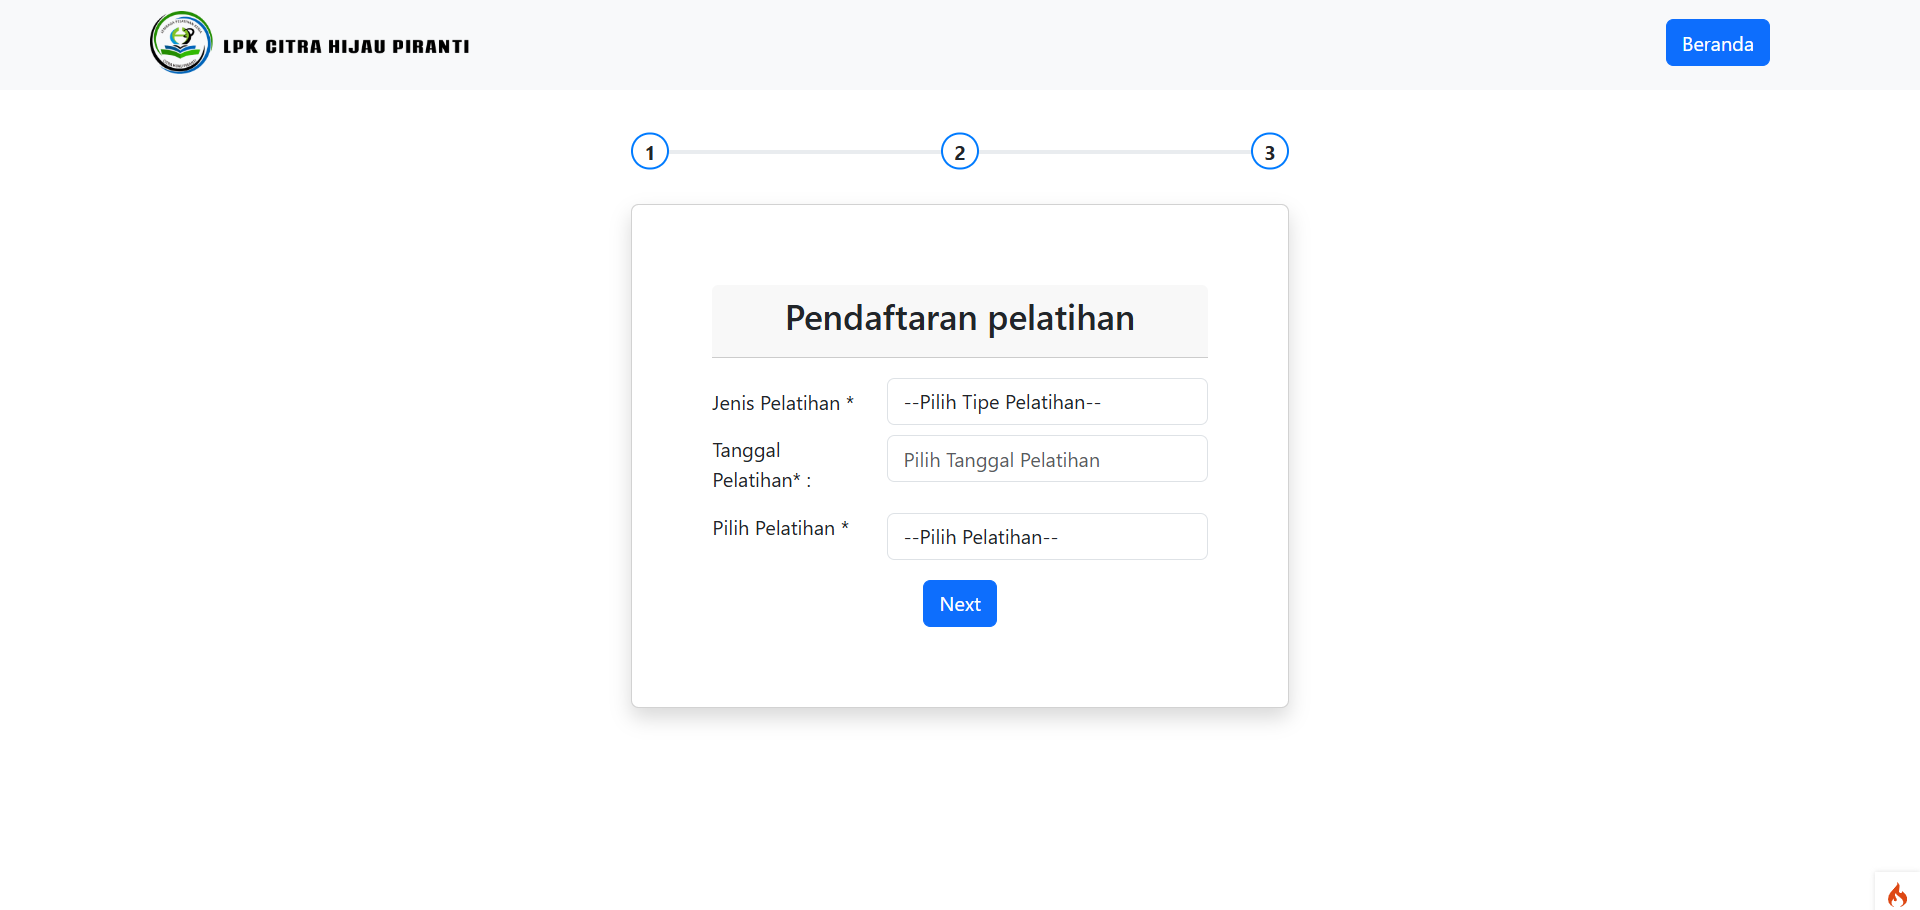 LPK CITRA HIJAU PIRANTI
Beranda
1
2
3
Pendaftaran pelatihan
Jenis Pelatihan *
--Pilih Tipe Pelatihan--
Tanggal
Pelatihan* :
Pilih Tanggal Pelatihan
Pilih Pelatihan *
--Pilih Pelatihan--
Next